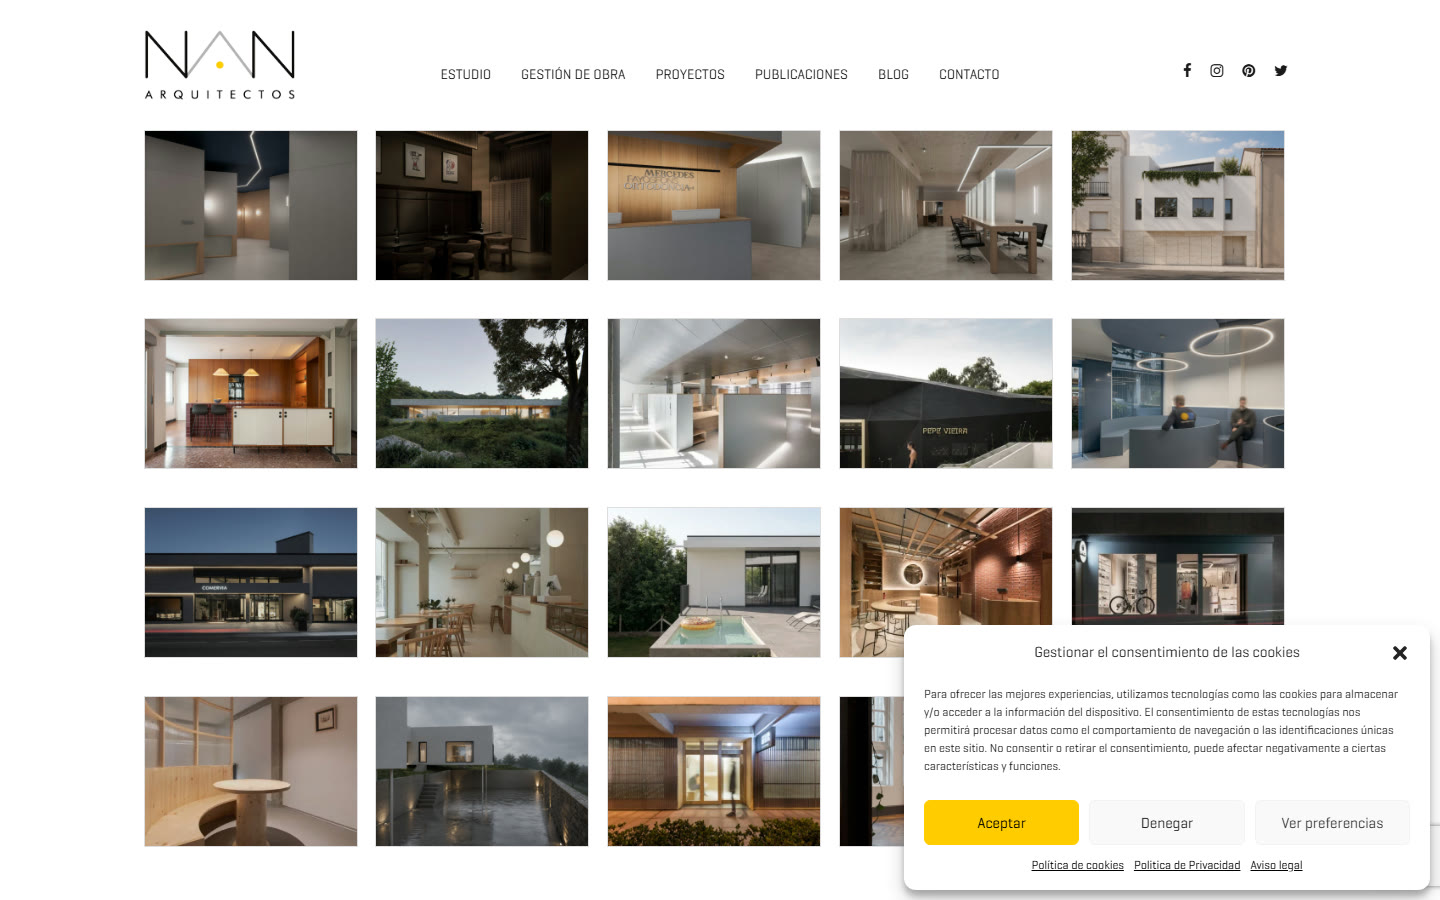 NAN
ARQUITECTOS
ESTUDIO
GESTIÓN DE OBRA
PROYECTOS
PUBLICACIONES
BLOG
CONTACTO
MERCEDES
PEPE VIEIRA
Gestionar el consentimiento de las cookies
Para ofrecer las mejores experiencias, utilizamos tecnologías como las cookies para almacenar
y/o acceder a la información del dispositivo. El consentimiento de estas tecnologías nos
permitirá procesar datos como el comportamiento de navegación o las identificaciones únicas
en este sitio. No consentir o retirar el consentimiento, puede afectar negativamente a ciertas
características y funciones.
Aceptar
Denegar
Ver preferencias
Política de cookies
Politica de Privacidad
Aviso legal